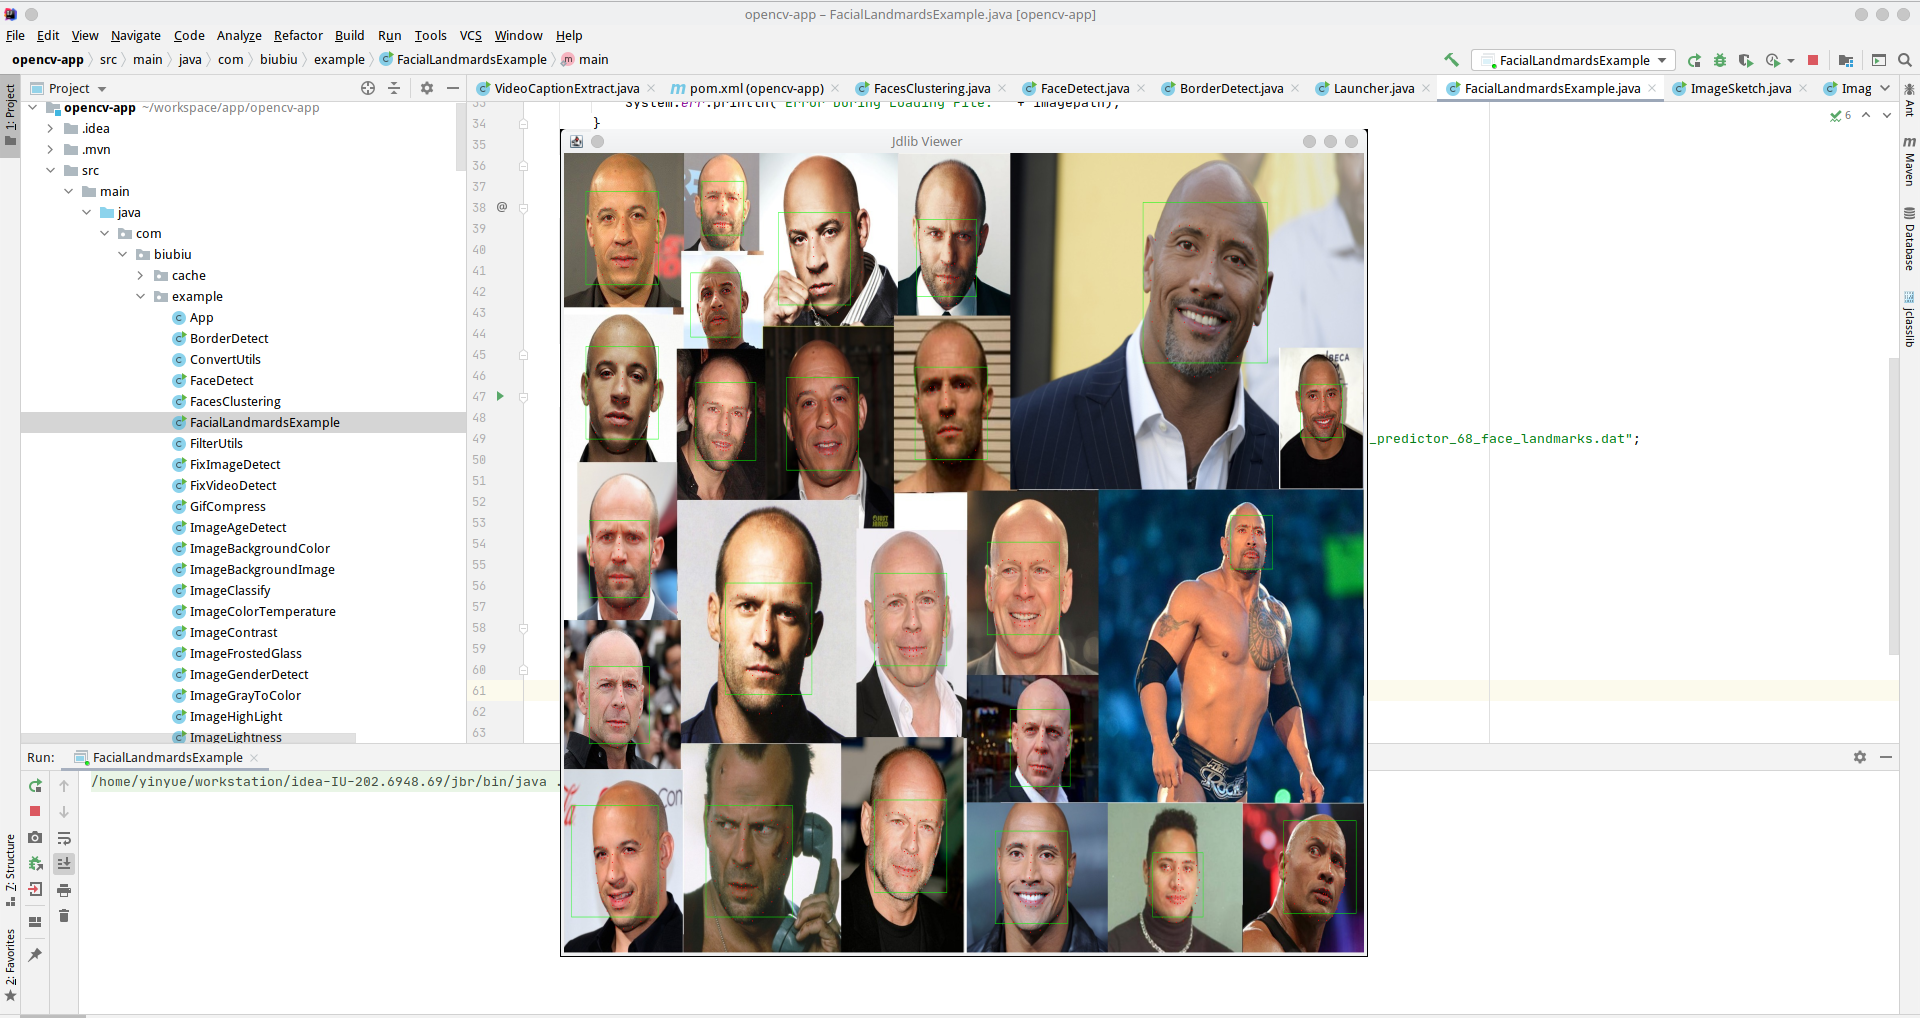 opencv-app – FacialLandmardsExample.java [opencv-app]
File Edit View Navigate Code Analyze Refactor Build Run Tools VCS Window Help
opencv-app src main java com biubiu example FacialLandmardsExample main
FacialLandmardsExample
1: Project
Project
VideoCaptionExtract.java pom.xml (opencv-app) FacesClustering.java FaceDetect.java BorderDetect.java Launcher.java FacialLandmardsExample.java ImageSketch.java Imag
opencv-app ~/workspace/app/opencv-app
.idea
.mvn
src
main
java
com
biubiu
cache
example
App
BorderDetect
ConvertUtils
FaceDetect
FacesClustering
FacialLandmardsExample
FilterUtils
FixImageDetect
FixVideoDetect
GifCompress
ImageAgeDetect
ImageBackgroundColor
ImageBackgroundImage
ImageClassify
ImageColorTemperature
ImageContrast
ImageFrostedGlass
ImageGenderDetect
ImageGrayToColor
ImageHighLight
ImageLightness
33 System.err.println("Error During Loading File: " + imagepath);
34 }
35
36
37
38 @
39
40
41
42
43
44
45
46
47
48
49 _predictor_68_face_landmarks.dat";
50
51
52
53
54
55
56
57
58
59
60
61
62
63
6
Jdlib Viewer
BECA
Con
ROCK
Ant
Maven
Database
jclasslib
Run: FacialLandmardsExample
/home/yinyue/workstation/idea-IU-202.6948.69/jbr/bin/java .
7: Structure
2: Favorites